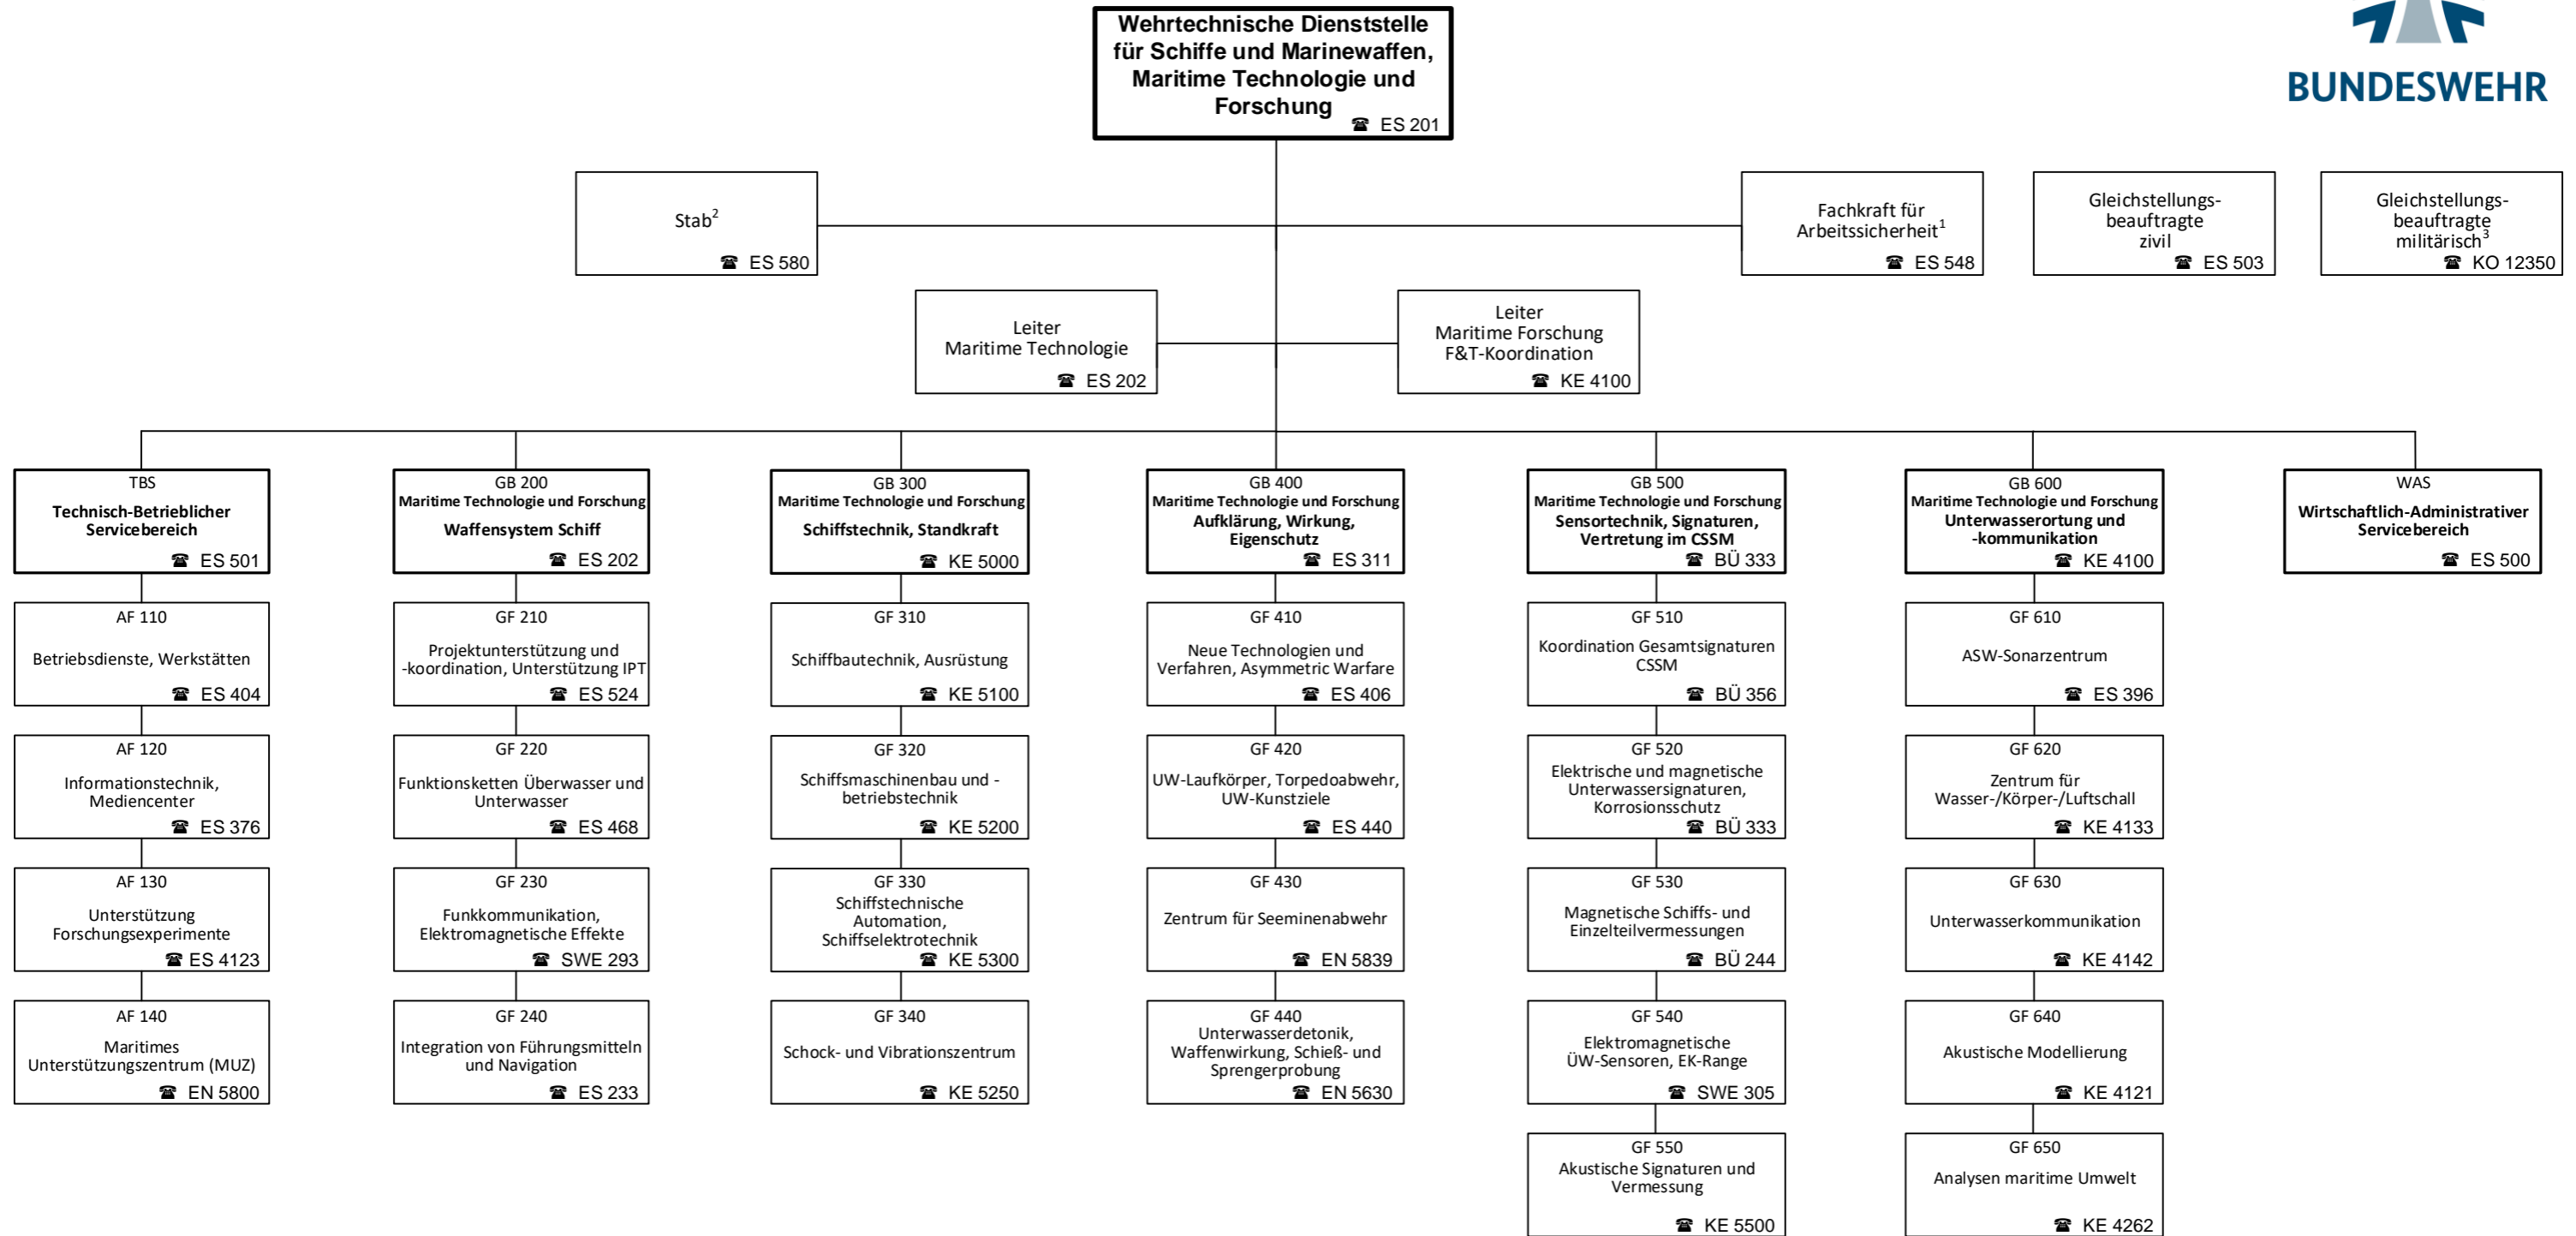 Wehrtechnische Dienststelle
für Schiffe und Marinewaffen,
Maritime Technologie und
Forschung
☎ ES 201
BUNDESWEHR
Stab²
☎ ES 580
Fachkraft für
Arbeitssicherheit¹
☎ ES 548
Gleichstellungs-
beauftragte
zivil
☎ ES 503
Gleichstellungs-
beauftragte
militärisch³
☎ KO 12350
Leiter
Maritime Technologie
☎ ES 202
Leiter
Maritime Forschung
F&T-Koordination
☎ KE 4100
TBS
Technisch-Betrieblicher
Servicebereich
☎ ES 501
AF 110
Betriebsdienste, Werkstätten
☎ ES 404
AF 120
Informationstechnik,
Mediencenter
☎ ES 376
AF 130
Unterstützung
Forschungsexperimente
☎ ES 4123
AF 140
Maritimes
Unterstützungszentrum (MUZ)
☎ EN 5800
GB 200
Maritime Technologie und Forschung
Waffensystem Schiff
☎ ES 202
GF 210
Projektunterstützung und
-koordination, Unterstützung IPT
☎ ES 524
GF 220
Funktionsketten Überwasser und
Unterwasser
☎ ES 468
GF 230
Funkkommunikation,
Elektromagnetische Effekte
☎ SWE 293
GF 240
Integration von Führungsmitteln
und Navigation
☎ ES 233
GB 300
Maritime Technologie und Forschung
Schiffstechnik, Standkraft
☎ KE 5000
GF 310
Schiffbautechnik, Ausrüstung
☎ KE 5100
GF 320
Schiffsmaschinenbau und -
betriebstechnik
☎ KE 5200
GF 330
Schiffstechnische
Automation,
Schiffselektrotechnik
☎ KE 5300
GF 340
Schock- und Vibrationszentrum
☎ KE 5250
GB 400
Maritime Technologie und Forschung
Aufklärung, Wirkung,
Eigenschutz
☎ ES 311
GF 410
Neue Technologien und
Verfahren, Asymmetric Warfare
☎ ES 406
GF 420
UW-Laufkörper, Torpedoabwehr,
UW-Kunstziele
☎ ES 440
GF 430
Zentrum für Seeminenabwehr
☎ EN 5839
GF 440
Unterwasserdetonik,
Waffenwirkung, Schieß- und
Sprengerprobung
☎ EN 5630
GB 500
Maritime Technologie und Forschung
Sensortechnik, Signaturen,
Vertretung im CSSM
☎ BÜ 333
GF 510
Koordination Gesamtsignaturen
CSSM
☎ BÜ 356
GF 520
Elektrische und magnetische
Unterwassersignaturen,
Korrosionsschutz
☎ BÜ 333
GF 530
Magnetische Schiffs- und
Einzelteilvermessungen
☎ BÜ 244
GF 540
Elektromagnetische
ÜW-Sensoren, EK-Range
☎ SWE 305
GF 550
Akustische Signaturen und
Vermessung
☎ KE 5500
GB 600
Maritime Technologie und Forschung
Unterwasserortung und
-kommunikation
☎ KE 4100
GF 610
ASW-Sonarzentrum
☎ ES 396
GF 620
Zentrum für
Wasser-/Körper-/Luftschall
☎ KE 4133
GF 630
Unterwasserkommunikation
☎ KE 4142
GF 640
Akustische Modellierung
☎ KE 4121
GF 650
Analysen maritime Umwelt
☎ KE 4262
WAS
Wirtschaftlich-Administrativer
Servicebereich
☎ ES 500